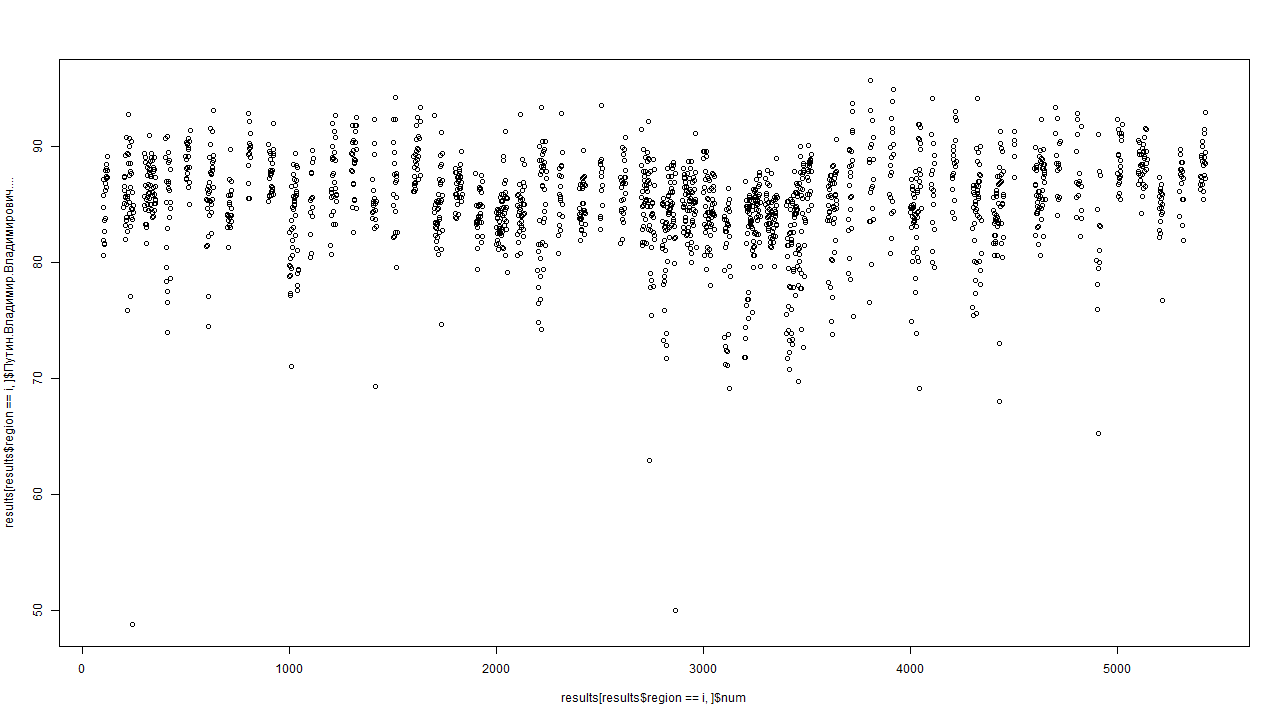 results[results$region == i, ]$Путин.Владимир.Владимирович...
90
80
70
60
50
0 1000 2000 3000 4000 5000
results[results$region == i, ]$num